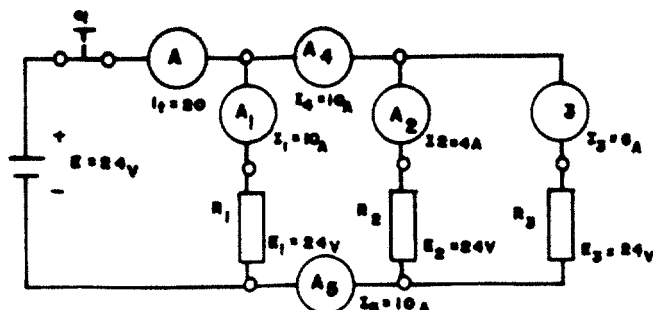 A
A4
It = 20
I4 = 10A
A1
A2
3
I1 = 10A
I2 = 4A
I3 = 6A
+
E = 24V
-
R1
R2
R3
E1 = 24V
E2 = 24V
E3 = 24V
A5
= 10A